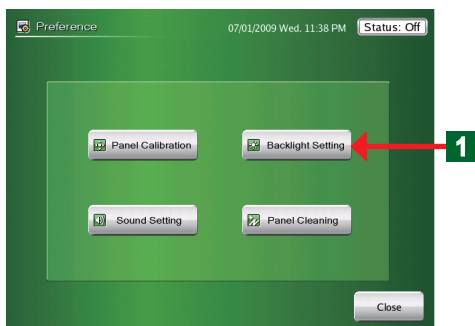 Preference
07/01/2009 Wed. 11:38 PM
Status: Off
Panel Calibration
Backlight Setting
1
Sound Setting
Panel Cleaning
Close